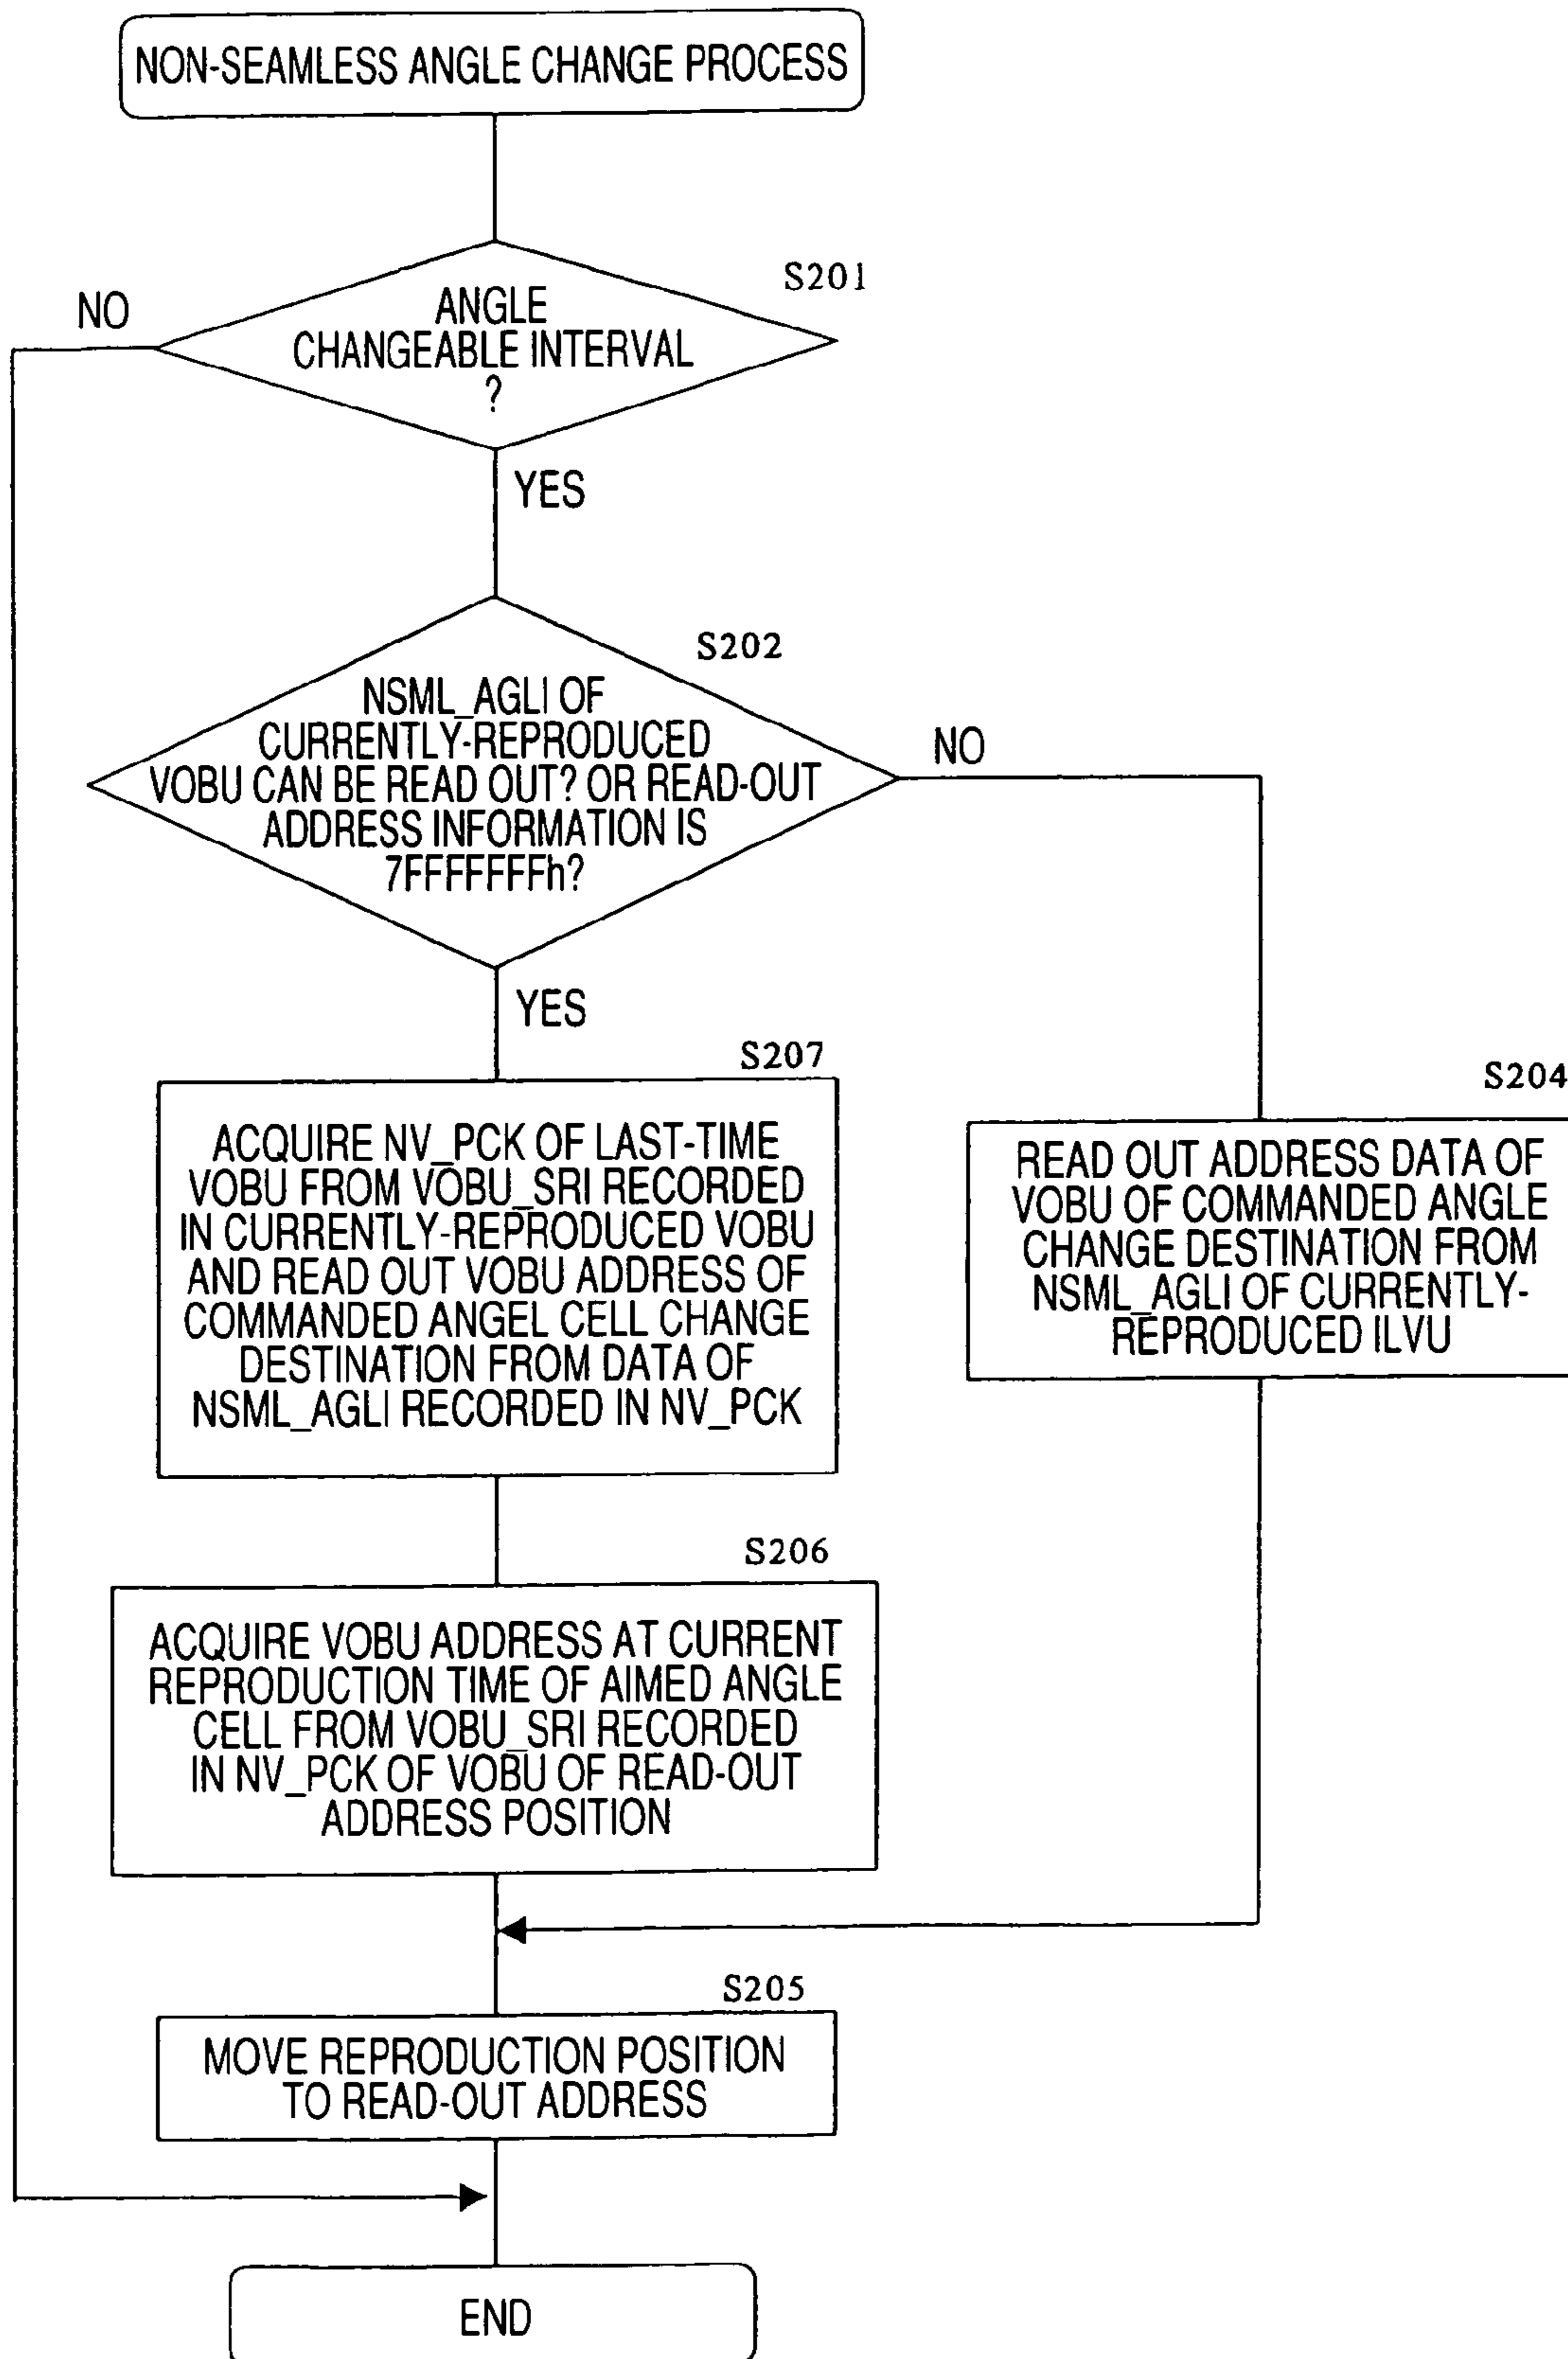 NON-SEAMLESS ANGLE CHANGE PROCESS
S201
NO
ANGLE
CHANGEABLE INTERVAL
?
YES
S202
NSML_AGLI OF
CURRENTLY-REPRODUCED
VOBU CAN BE READ OUT? OR READ-OUT
ADDRESS INFORMATION IS
7FFFFFFFh?
NO
YES
S207
ACQUIRE NV_PCK OF LAST-TIME
VOBU FROM VOBU_SRI RECORDED
IN CURRENTLY-REPRODUCED VOBU
AND READ OUT VOBU ADDRESS OF
COMMANDED ANGEL CELL CHANGE
DESTINATION FROM DATA OF
NSML_AGLI RECORDED IN NV_PCK
S204
READ OUT ADDRESS DATA OF
VOBU OF COMMANDED ANGLE
CHANGE DESTINATION FROM
NSML_AGLI OF CURRENTLY-
REPRODUCED ILVU
S206
ACQUIRE VOBU ADDRESS AT CURRENT
REPRODUCTION TIME OF AIMED ANGLE
CELL FROM VOBU_SRI RECORDED
IN NV_PCK OF VOBU OF READ-OUT
ADDRESS POSITION
S205
MOVE REPRODUCTION POSITION
TO READ-OUT ADDRESS
END